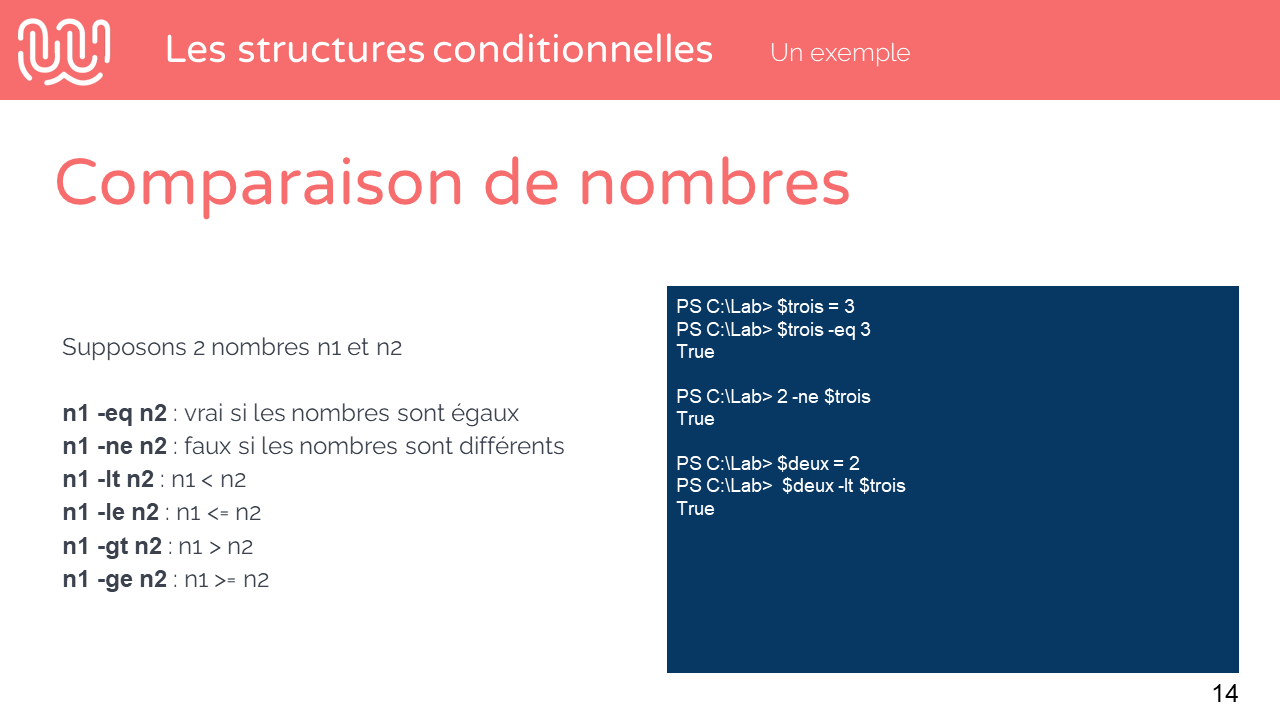 Les structures conditionnelles
Un exemple
Comparaison de nombres
Supposons 2 nombres n1 et n2
n1 -eq n2 : vrai si les nombres sont égaux
n1 -ne n2 : faux si les nombres sont différents
n1 -lt n2 : n1 < n2
n1 -le n2 : n1 <= n2
n1 -gt n2 : n1 > n2
n1 -ge n2 : n1 >= n2
PS C:\Lab> $trois = 3
PS C:\Lab> $trois -eq 3
True
PS C:\Lab> 2 -ne $trois
True
PS C:\Lab> $deux = 2
PS C:\Lab>  $deux -lt $trois
True
14